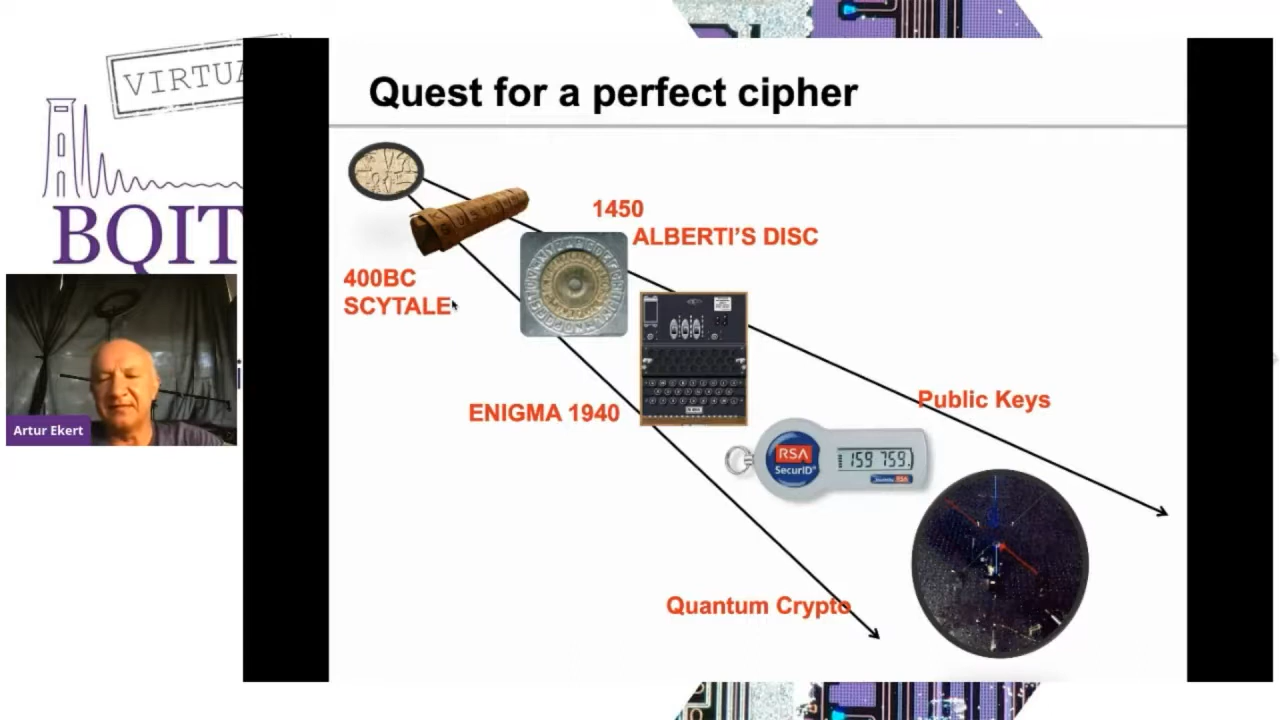 Quest for a perfect cipher
VIRTUA
BQIT
1450
ALBERTI'S DISC
400BC
SCYTALE
Artur Ekert
ENIGMA 1940
Public Keys
RSA
SecurID®
159 759.
RSA
Quantum Crypto